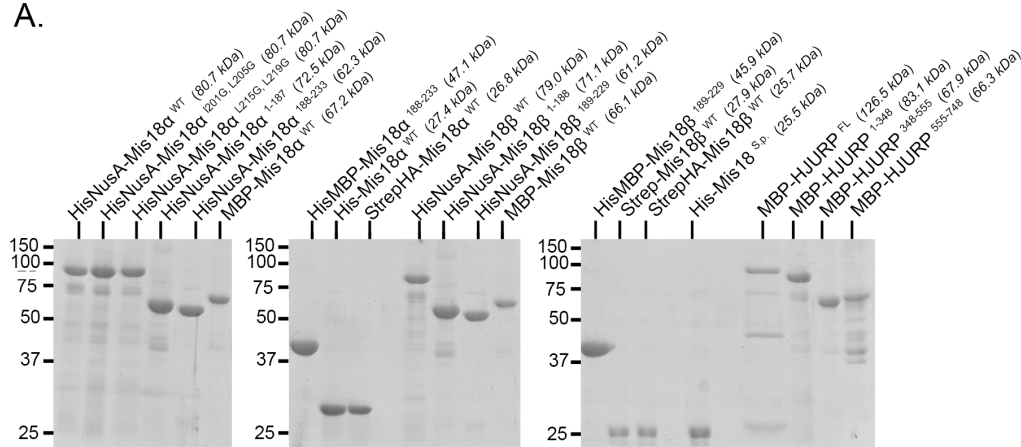 A.
HisNusA-Mis18α WT (80.7 kDa)
HisNusA-Mis18α I201G, L205G (80.7 kDa)
HisNusA-Mis18α L215G, L219G (80.7 kDa)
HisNusA-Mis18α 1-187 (72.5 kDa)
HisNusA-Mis18α 188-233 (62.3 kDa)
MBP-Mis18α WT (67.2 kDa)
HisMBP-Mis18α 188-233 (47.1 kDa)
His-Mis18α WT (27.4 kDa)
StrepHA-Mis18α WT (26.8 kDa)
HisNusA-Mis18β WT (79.0 kDa)
HisNusA-Mis18β 1-188 (71.1 kDa)
HisNusA-Mis18β 189-229 (61.2 kDa)
MBP-Mis18β WT (66.1 kDa)
HisMBP-Mis18β 189-229 (45.9 kDa)
Strep-Mis18β WT (27.9 kDa)
StrepHA-Mis18β WT (25.7 kDa)
His-Mis18 S.p. (25.5 kDa)
MBP-HJURP FL (126.5 kDa)
MBP-HJURP 1-348 (83.1 kDa)
MBP-HJURP 348-555 (67.9 kDa)
MBP-HJURP 555-748 (66.3 kDa)
150
100
75
50
37
25
150
100
75
50
37
25
150
100
75
50
37
25